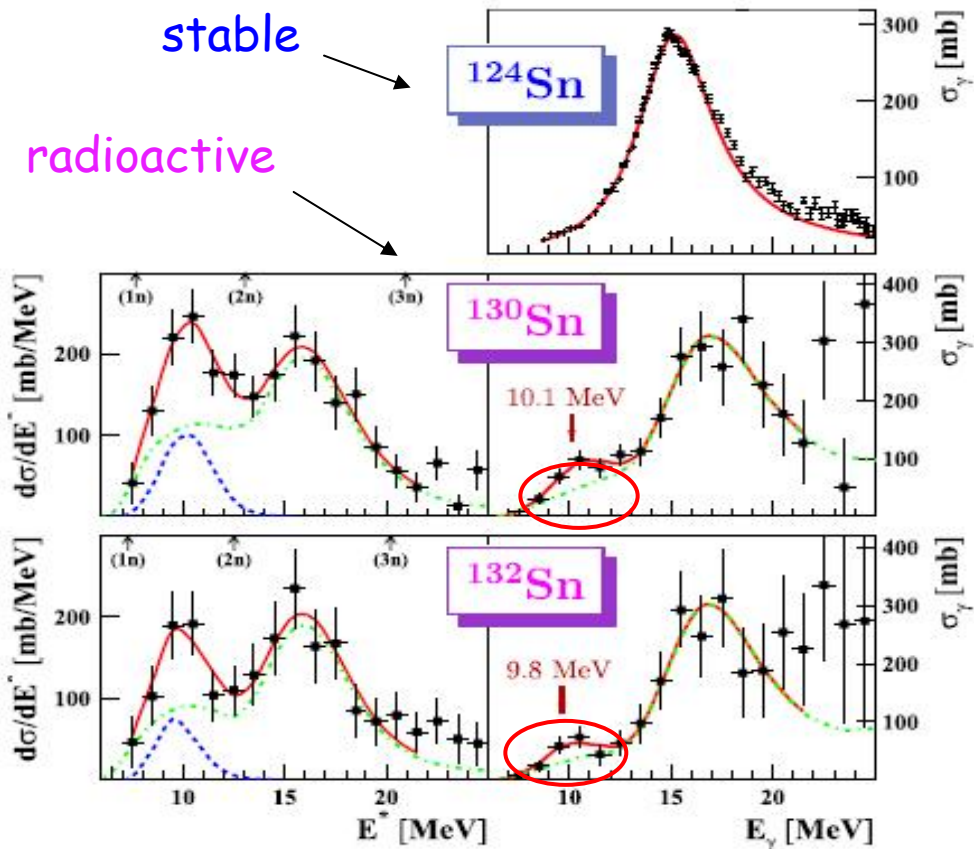 stable
¹²⁴Sn
300
200
100
σγ [mb]
radioactive
(1n) (2n) (3n)
¹³⁰Sn
dσ/dE* [mb/MeV]
200
100
10.1 MeV
400
300
200
100
σγ [mb]
(1n) (2n) (3n)
¹³²Sn
dσ/dE* [mb/MeV]
200
100
9.8 MeV
400
300
200
100
σγ [mb]
10 15 20 10 20
E* [MeV] Eγ [MeV]